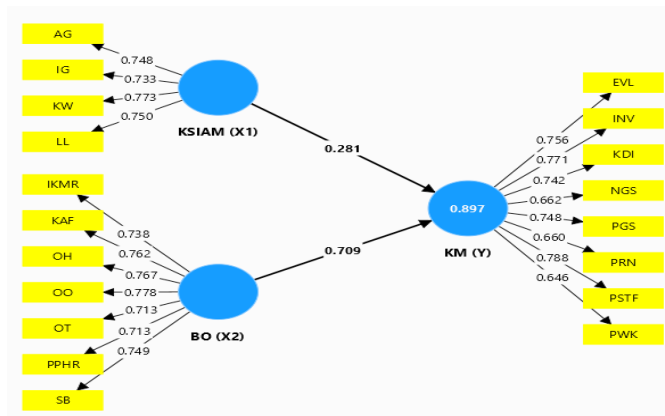 AG
IG
KW
LL
0.748
0.733
0.773
0.750
KSIAM (X1)
IKMR
KAF
OH
OO
OT
PPHR
SB
0.738
0.762
0.767
0.778
0.713
0.713
0.749
BO (X2)
0.281
0.709
0.897
KM (Y)
0.756
0.771
0.742
0.662
0.748
0.660
0.788
0.646
EVL
INV
KDI
NGS
PGS
PRN
PSTF
PWK